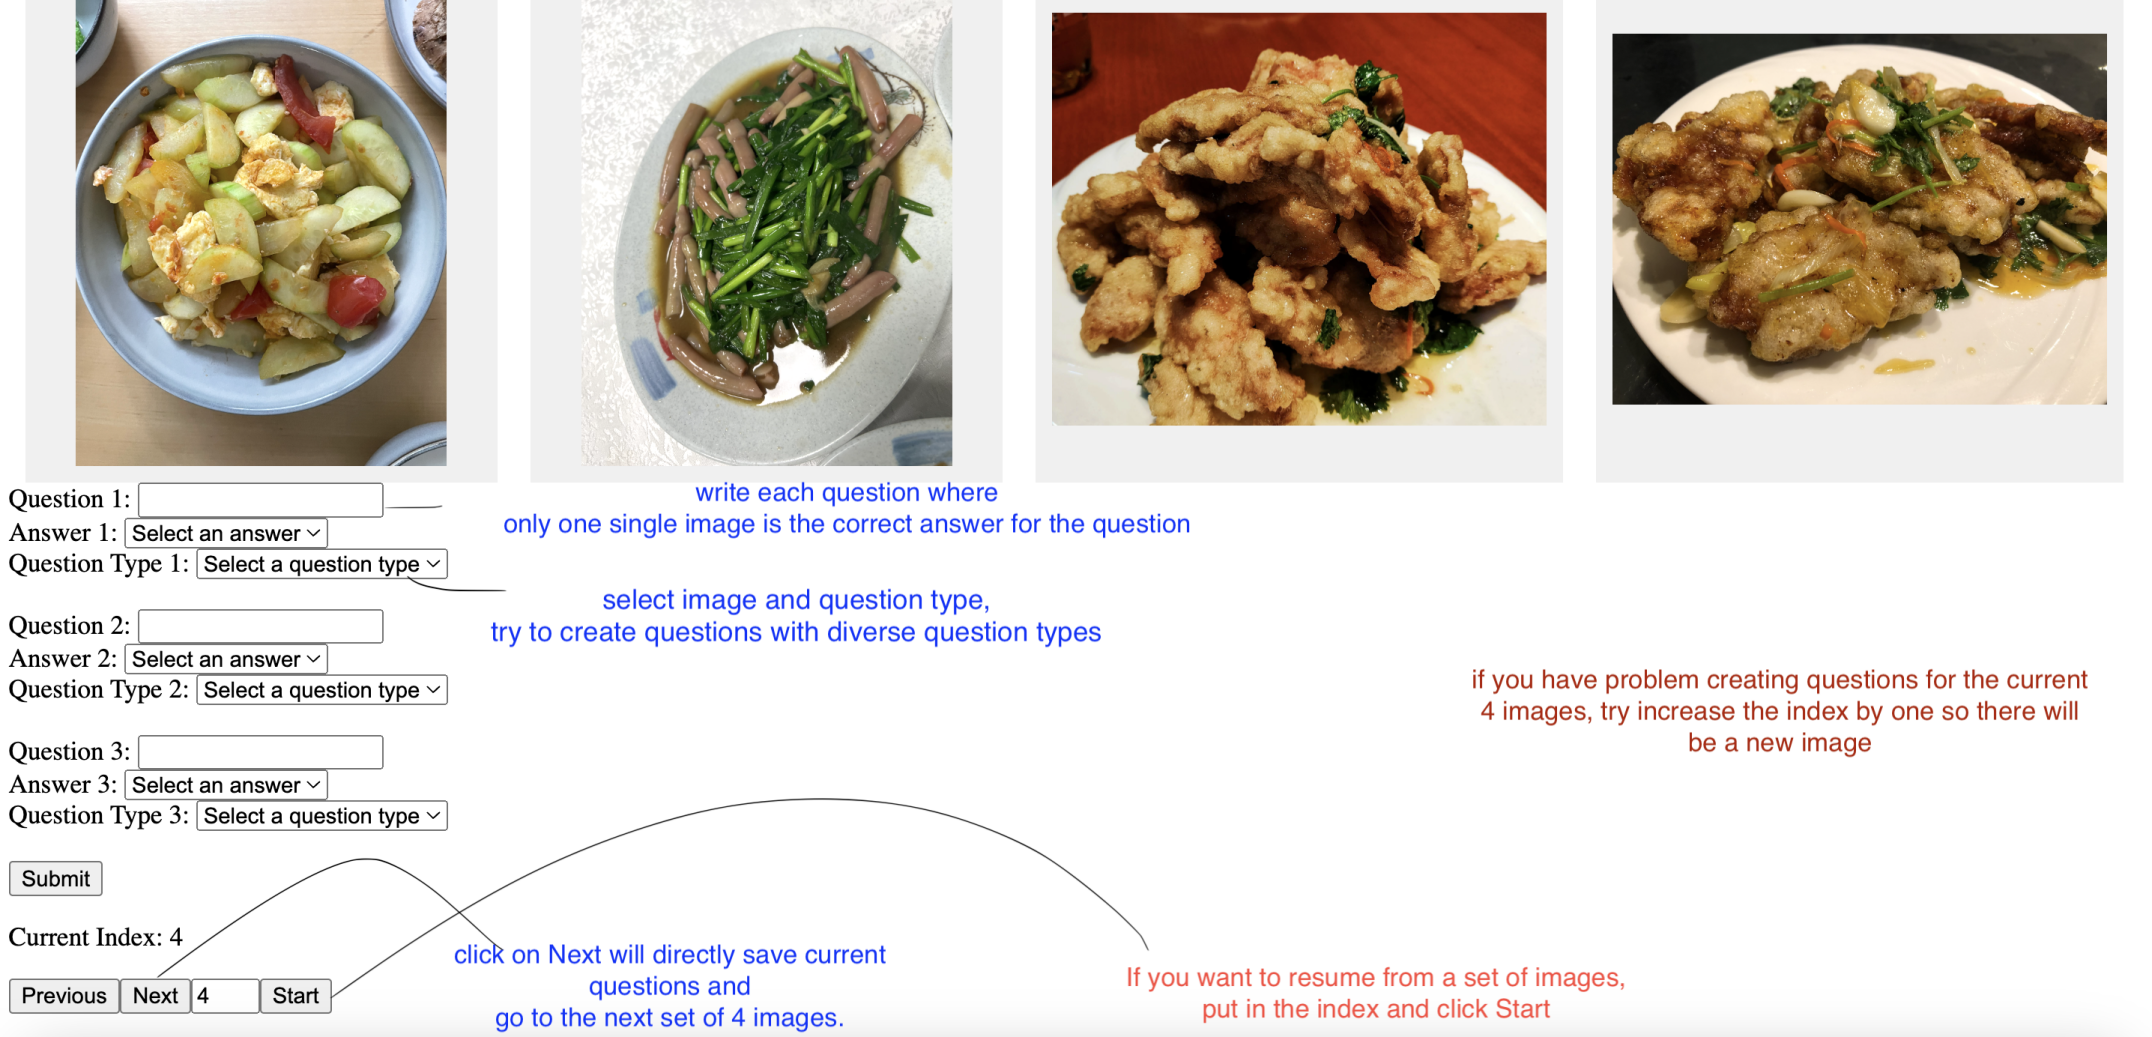 Question 1:
write each question where
only one single image is the correct answer for the question
Answer 1: Select an answer
Question Type 1: Select a question type
select image and question type,
try to create questions with diverse question types
Question 2:
Answer 2: Select an answer
Question Type 2: Select a question type
if you have problem creating questions for the current
4 images, try increase the index by one so there will
be a new image
Question 3:
Answer 3: Select an answer
Question Type 3: Select a question type
Submit
Current Index: 4
Previous Next 4 Start
click on Next will directly save current
questions and
go to the next set of 4 images.
If you want to resume from a set of images,
put in the index and click Start